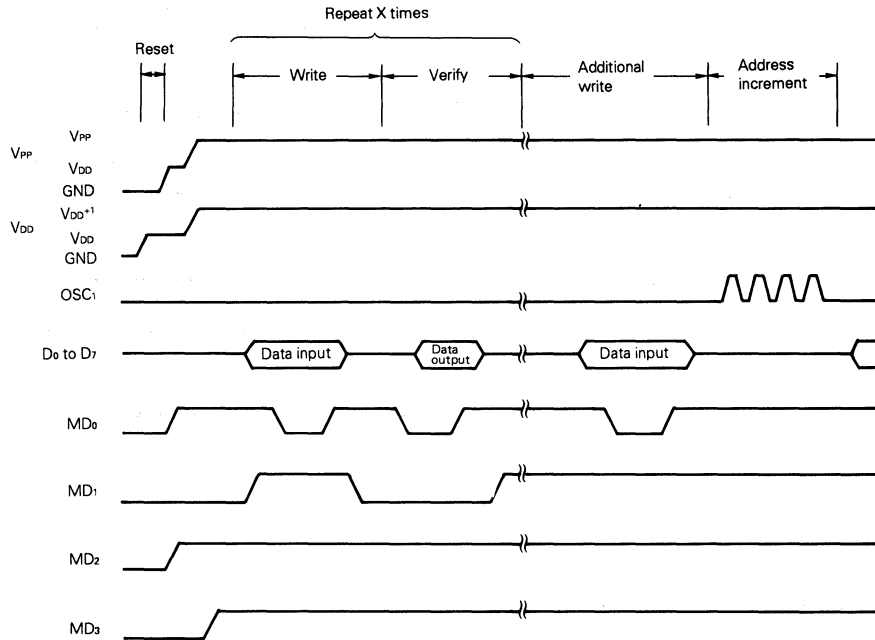 Repeat X times
Reset
Write
Verify
Additional
write
Address
increment
VPP
VPP
VDD
GND
VDD
VDD+1
VDD
GND
OSC1
D0 to D7
Data input
Data
output
Data input
MD0
MD1
MD2
MD3